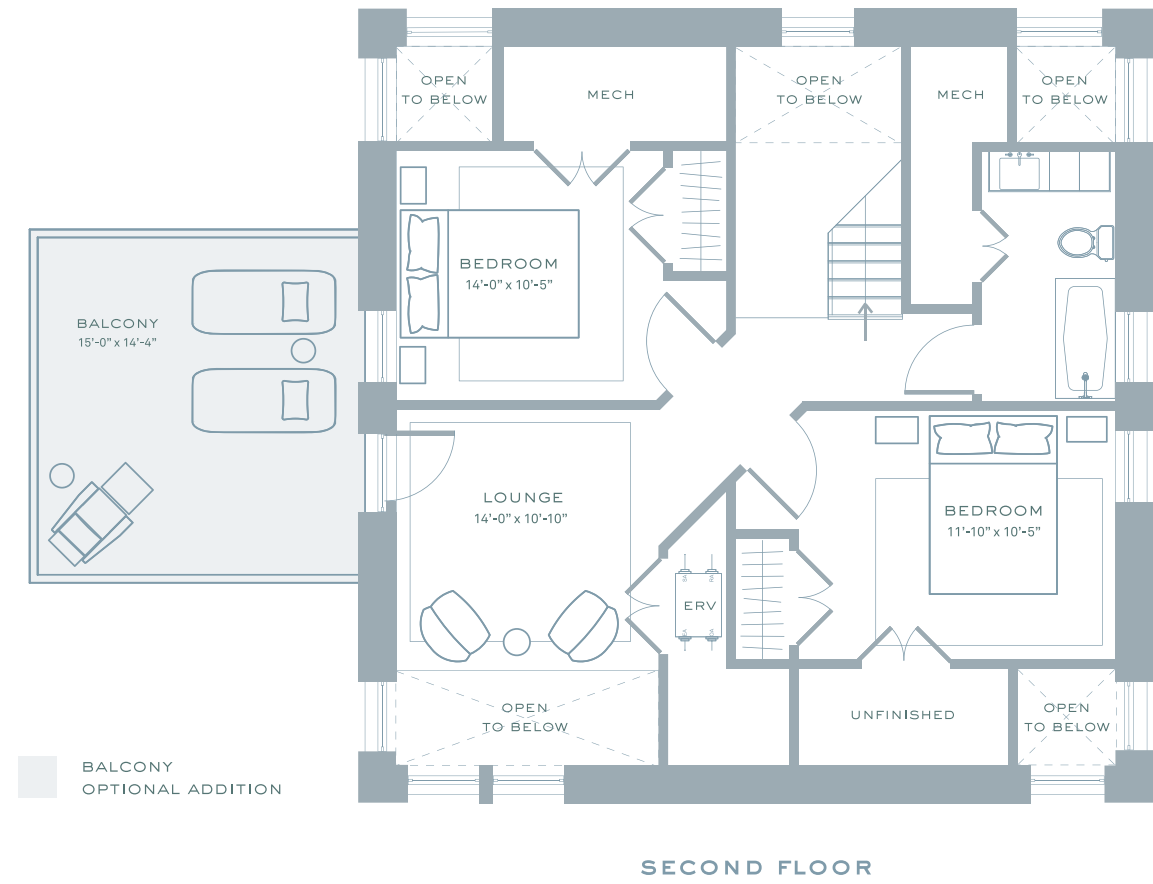 OPEN
TO BELOW
MECH
OPEN
TO BELOW
MECH
OPEN
TO BELOW
BEDROOM
14'-0" x 10'-5"
BALCONY
15'-0" x 14'-4"
LOUNGE
14'-0" x 10'-10"
BEDROOM
11'-10" x 10'-5"
ERV
OPEN
TO BELOW
UNFINISHED
OPEN
TO BELOW
BALCONY
OPTIONAL ADDITION
SECOND FLOOR